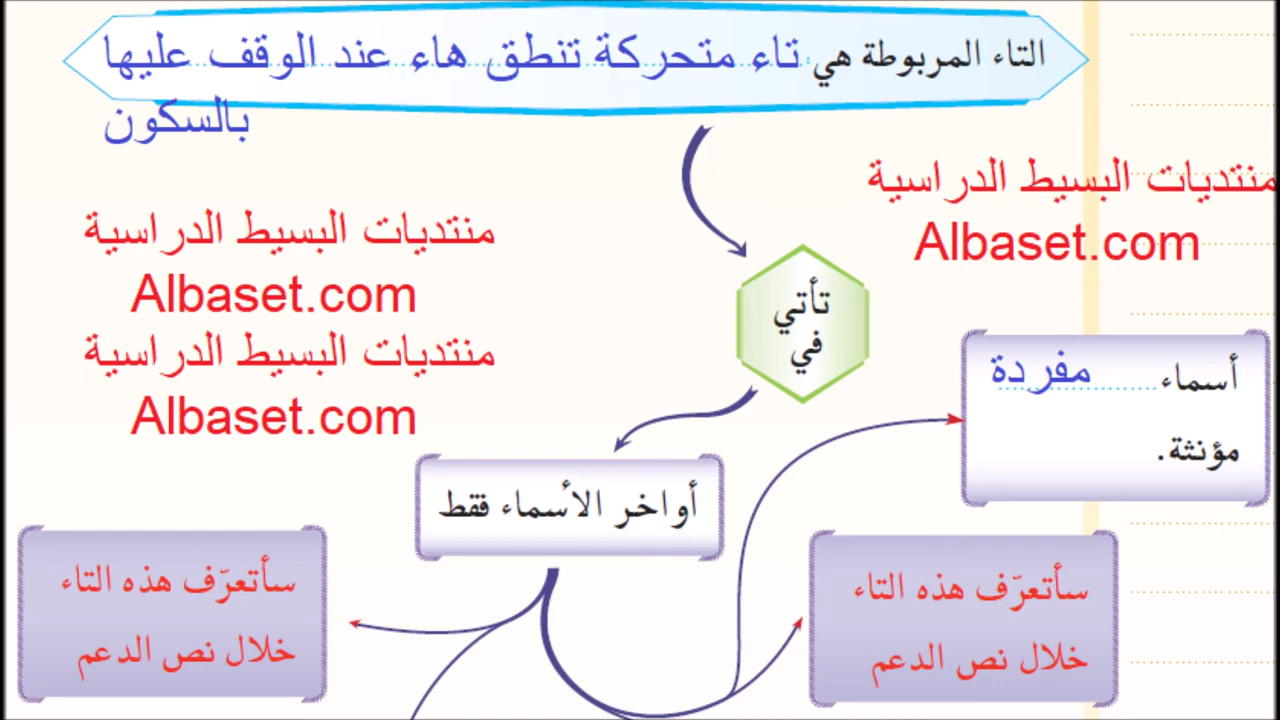 التاء المربوطة هي تاء متحركة تنطق هاء عند الوقف عليها
بالسكون
منتديات البسيط الدراسية
Albaset.com
منتديات البسيط الدراسية
Albaset.com
منتديات البسيط الدراسية
Albaset.com
تأتي
في
أسماء مفردة
مؤنثة.
أواخر الأسماء فقط
سأتعرّف هذه التاء
خلال نص الدعم
سأتعرّف هذه التاء
خلال نص الدعم